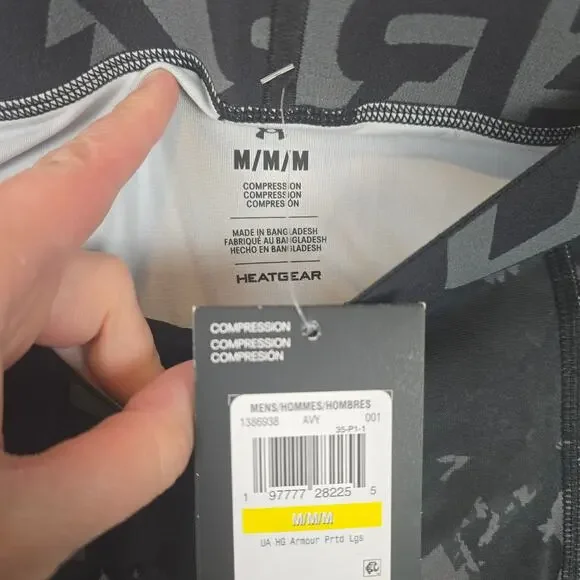 M/M/M
COMPRESSION
COMPRESSION
COMPRESIÓN
MADE IN BANGLADESH
FABRIQUÉ AU BANGLADESH
HECHO EN BANGLADESH
HEATGEAR
COMPRESSION
COMPRESSION
COMPRESIÓN
MENS/HOMMES/HOMBRES
1386938 AVY 001
35-P1-1
1 97777 28225 5
M/M/M
UA HG Armour Prtd Lgs